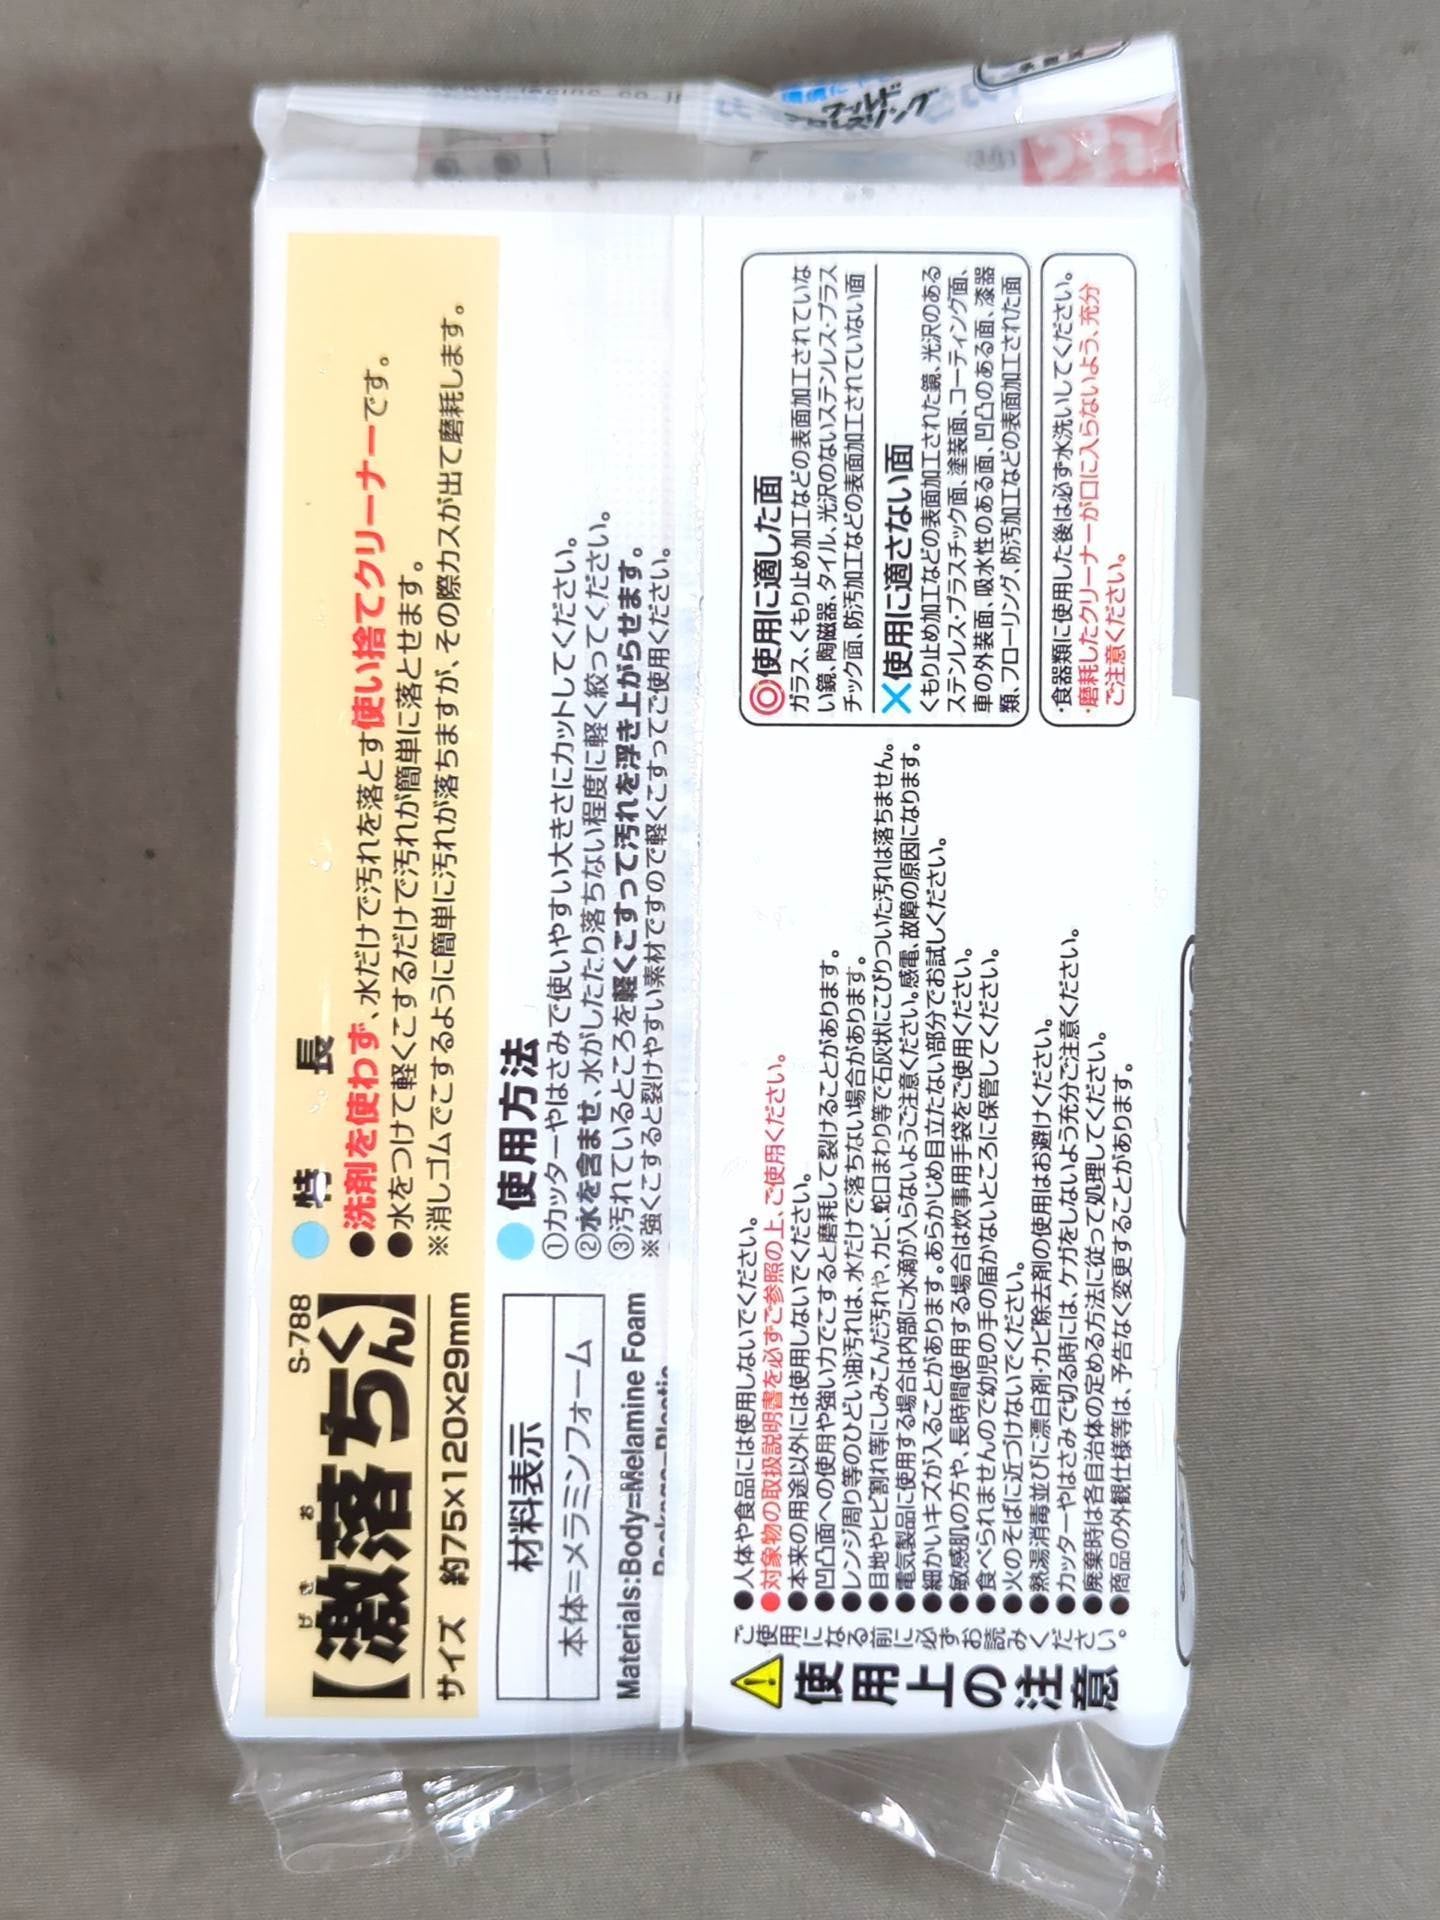 【激落ちくん】
げき お
S-788
サイズ 約75×120×29mm
材料表示
本体=メラミンフォーム
Materials:Body=Melamine Foam
● 特 長
●洗剤を使わず、水だけで汚れを落とす使い捨てクリーナーです。
●水をつけて軽くこするだけで汚れが簡単に落とせます。
※消しゴムでこするように簡単に汚れが落ちますが、その際カスが出て磨耗します。
● 使用方法
①カッターやはさみで使いやすい大きさにカットしてください。
②水を含ませ、水がしたたり落ちない程度に軽く絞ってください。
③汚れているところを軽くこすって汚れを浮き上がらせます。
※強くこすると裂けやすい素材ですので軽くこすってご使用ください。
使用上の注意
ご使用になる前に必ずお読みください。
●人体や食品には使用しないでください。
●対象物の取扱説明書を必ずご参照の上、ご使用ください。
●本来の用途以外には使用しないでください。
●凹凸面への使用や強い力でこすると磨耗して裂けることがあります。
●レンジ周り等のひどい油汚れは、水だけで落ちない場合があります。
●目地やヒビ割れ等にしみこんだ汚れや、カビ、蛇口まわり等で石灰状にこびりついた汚れは落ちません。
●電気製品に使用する場合は内部に水滴が入らないようご注意ください。感電、故障の原因になります。
●細かいキズが入ることがあります。あらかじめ目立たない部分でお試しください。
●敏感肌の方や、長時間使用する場合は炊事用手袋をご使用ください。
●食べられませんので幼児の手の届かないところに保管してください。
●火のそばに近づけないでください。
●熱湯消毒並びに漂白剤・カビ除去剤の使用はお避けください。
●カッターやはさみで切る時には、ケガをしないよう充分ご注意ください。
●廃棄時は各自治体の定める方法に従って処理してください。
●商品の外観仕様等は、予告なく変更することがあります。
◎使用に適した面
ガラス、くもり止め加工などの表面加工されていな
い鏡、陶磁器、タイル、光沢のないステンレス・プラス
チック面、防汚加工などの表面加工されていない面
×使用に適さない面
くもり止め加工などの表面加工された鏡、光沢のある
ステンレス・プラスチック面、塗装面、コーティング面、
車の外装面、吸水性のある面、凹凸のある面、漆器
類、フローリング、防汚加工などの表面加工された面
・食器類に使用した後は必ず水洗いしてください。
・磨耗したクリーナーが口に入らないよう、充分
ご注意ください。